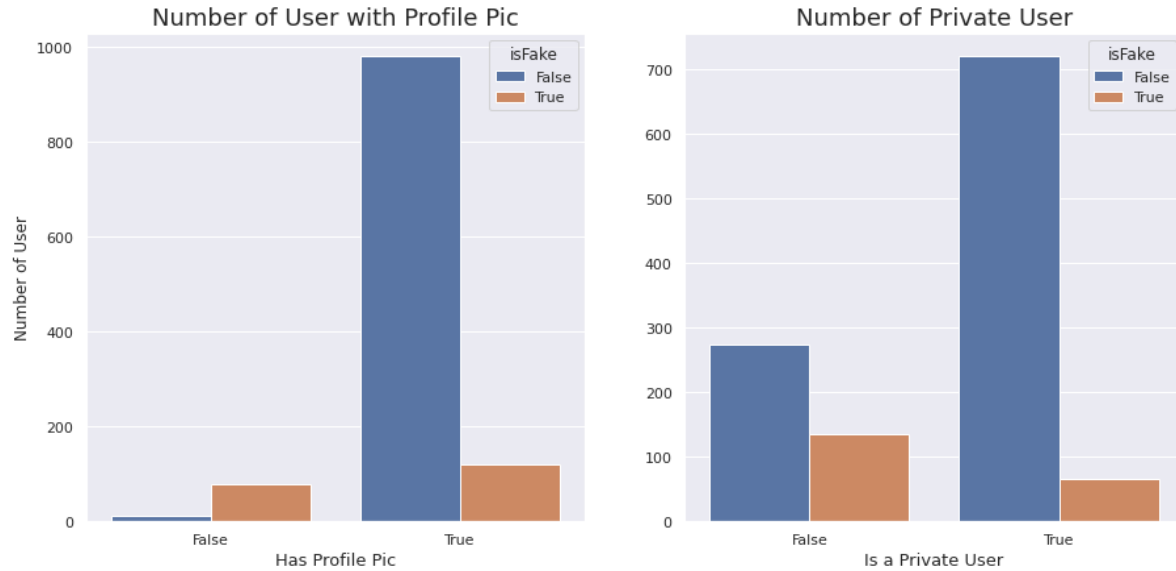 Number of User with Profile Pic
Number of User
1000
800
600
400
200
0
isFake
False
True
False
True
Has Profile Pic
Number of Private User
700
600
500
400
300
200
100
0
isFake
False
True
False
True
Is a Private User